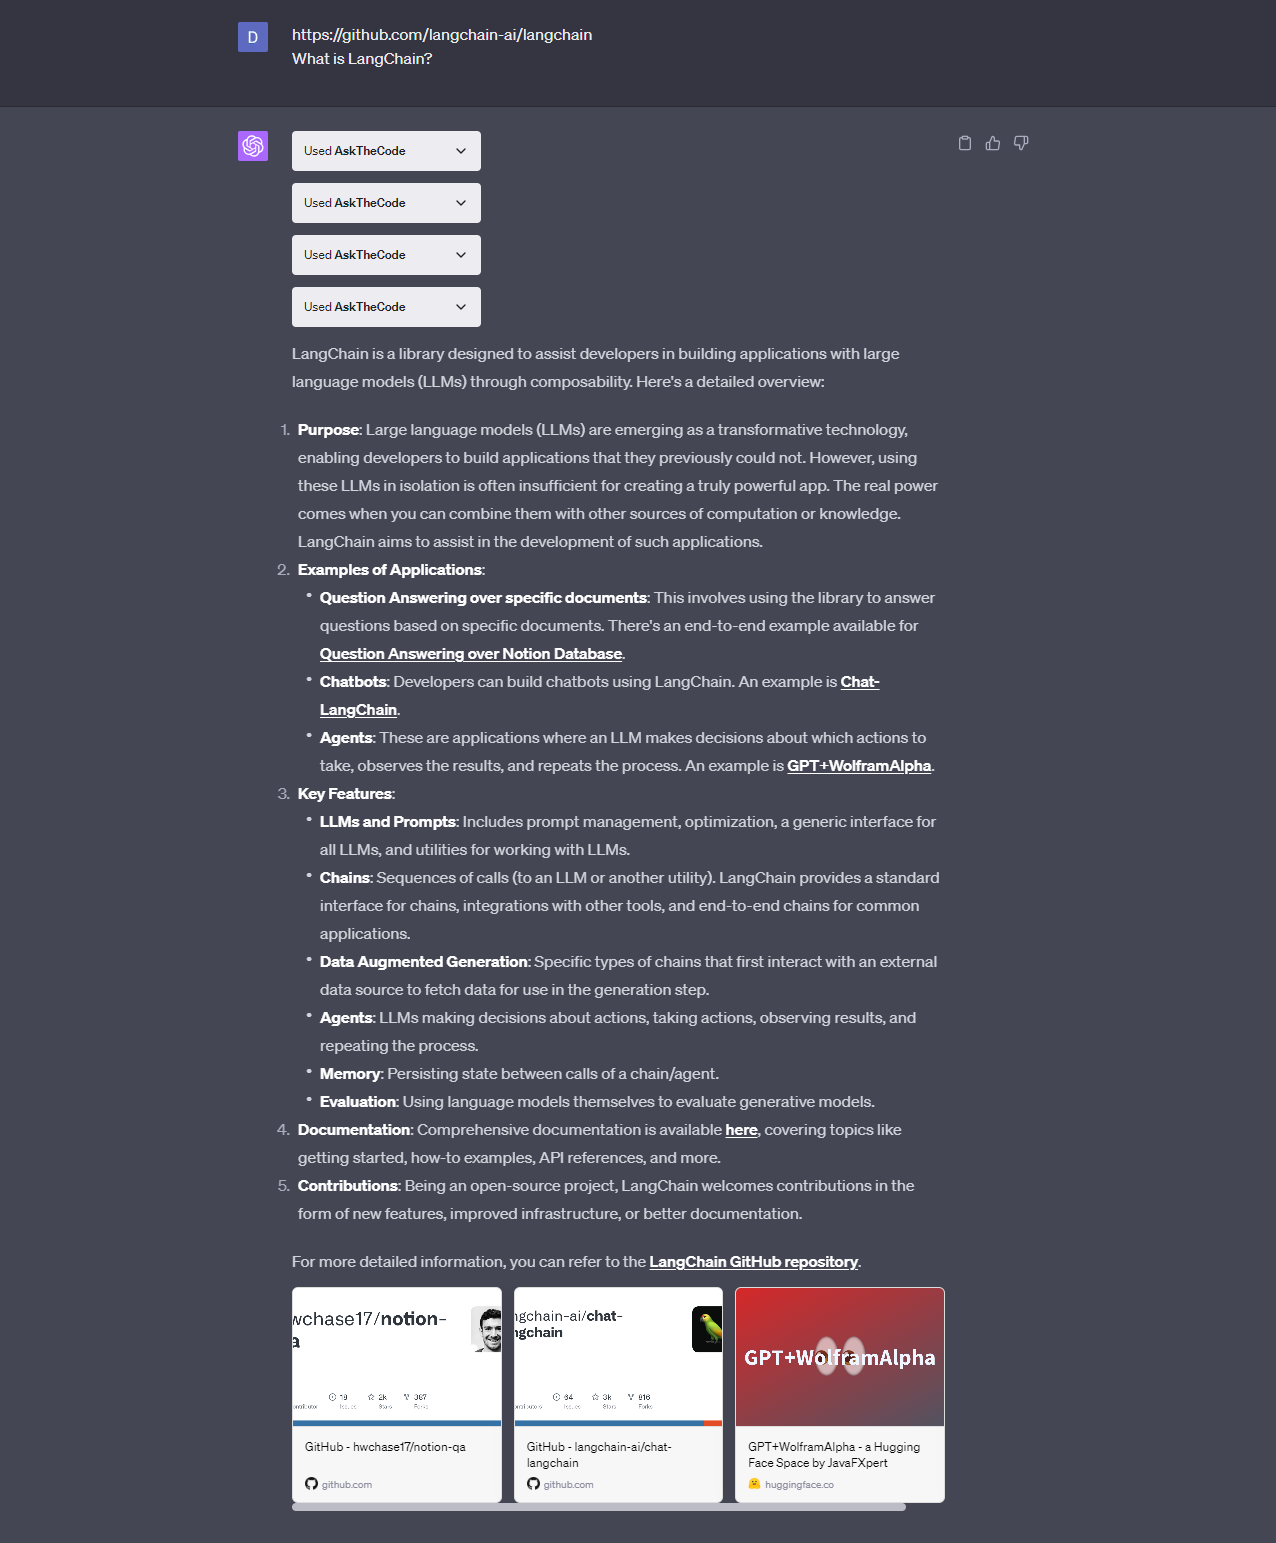 D
https://github.com/langchain-ai/langchain
What is LangChain?
Used AskTheCode
Used AskTheCode
Used AskTheCode
Used AskTheCode
LangChain is a library designed to assist developers in building applications with large
language models (LLMs) through composability. Here's a detailed overview:
1. Purpose: Large language models (LLMs) are emerging as a transformative technology,
enabling developers to build applications that they previously could not. However, using
these LLMs in isolation is often insufficient for creating a truly powerful app. The real power
comes when you can combine them with other sources of computation or knowledge.
LangChain aims to assist in the development of such applications.
2. Examples of Applications:
• Question Answering over specific documents: This involves using the library to answer
questions based on specific documents. There's an end-to-end example available for
Question Answering over Notion Database.
• Chatbots: Developers can build chatbots using LangChain. An example is Chat-
LangChain.
• Agents: These are applications where an LLM makes decisions about which actions to
take, observes the results, and repeats the process. An example is GPT+WolframAlpha.
3. Key Features:
• LLMs and Prompts: Includes prompt management, optimization, a generic interface for
all LLMs, and utilities for working with LLMs.
• Chains: Sequences of calls (to an LLM or another utility). LangChain provides a standard
interface for chains, integrations with other tools, and end-to-end chains for common
applications.
• Data Augmented Generation: Specific types of chains that first interact with an external
data source to fetch data for use in the generation step.
• Agents: LLMs making decisions about actions, taking actions, observing results, and
repeating the process.
• Memory: Persisting state between calls of a chain/agent.
• Evaluation: Using language models themselves to evaluate generative models.
4. Documentation: Comprehensive documentation is available here, covering topics like
getting started, how-to examples, API references, and more.
5. Contributions: Being an open-source project, LangChain welcomes contributions in the
form of new features, improved infrastructure, or better documentation.
For more detailed information, you can refer to the LangChain GitHub repository.
wchase17/notion-
a
18 2k 387
Issues Stars Forks
GitHub - hwchase17/notion-qa
github.com
ngchain-ai/chat-
ngchain
64 3k 816
Issues Stars Forks
GitHub - langchain-ai/chat-
langchain
github.com
GPT+WolframAlpha
GPT+WolframAlpha - a Hugging
Face Space by JavaFXpert
huggingface.co